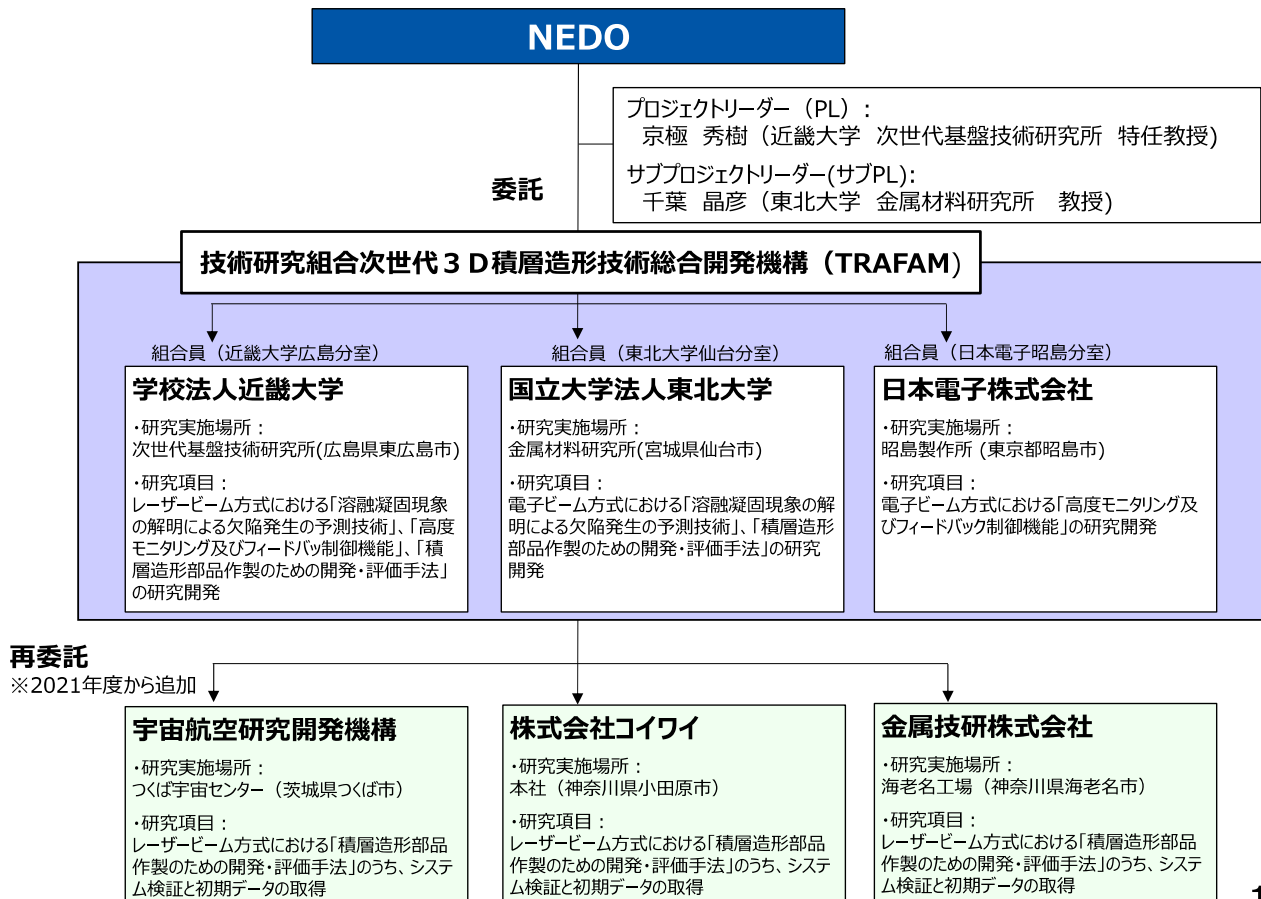 NEDO
プロジェクトリーダー（PL）：
京極 秀樹（近畿大学 次世代基盤技術研究所 特任教授)
サブプロジェクトリーダー(サブPL):
千葉 晶彦（東北大学 金属材料研究所　教授)
委託
技術研究組合次世代３Ｄ積層造形技術総合開発機構（TRAFAM)
組合員（近畿大学広島分室）
学校法人近畿大学
・研究実施場所：
次世代基盤技術研究所(広島県東広島市)
・研究項目：
レーザービーム方式における「溶融凝固現象
の解明による欠陥発生の予測技術」、「高度
モニタリング及びフィードバッ制御機能」、「積
層造形部品作製のための開発・評価手法」
の研究開発
組合員（東北大学仙台分室）
国立大学法人東北大学
・研究実施場所：
金属材料研究所(宮城県仙台市)
・研究項目：
電子ビーム方式における「溶融凝固現象の解
明による欠陥発生の予測技術」、「積層造形
部品作製のための開発・評価手法」の研究
開発
組合員（日本電子昭島分室）
日本電子株式会社
・研究実施場所：
昭島製作所 (東京都昭島市)
・研究項目：
電子ビーム方式における「高度モニタリング及
びフィードバック制御機能」の研究開発
再委託
※2021年度から追加
宇宙航空研究開発機構
・研究実施場所：
つくば宇宙センター（茨城県つくば市）
・研究項目：
レーザービーム方式における「積層造形部品
作製のための開発・評価手法」のうち、システ
ム検証と初期データの取得
株式会社コイワイ
・研究実施場所：
本社（神奈川県小田原市）
・研究項目：
レーザービーム方式における「積層造形部品
作製のための開発・評価手法」のうち、システ
ム検証と初期データの取得
金属技研株式会社
・研究実施場所：
海老名工場（神奈川県海老名市）
・研究項目：
レーザービーム方式における「積層造形部品
作製のための開発・評価手法」のうち、システ
ム検証と初期データの取得